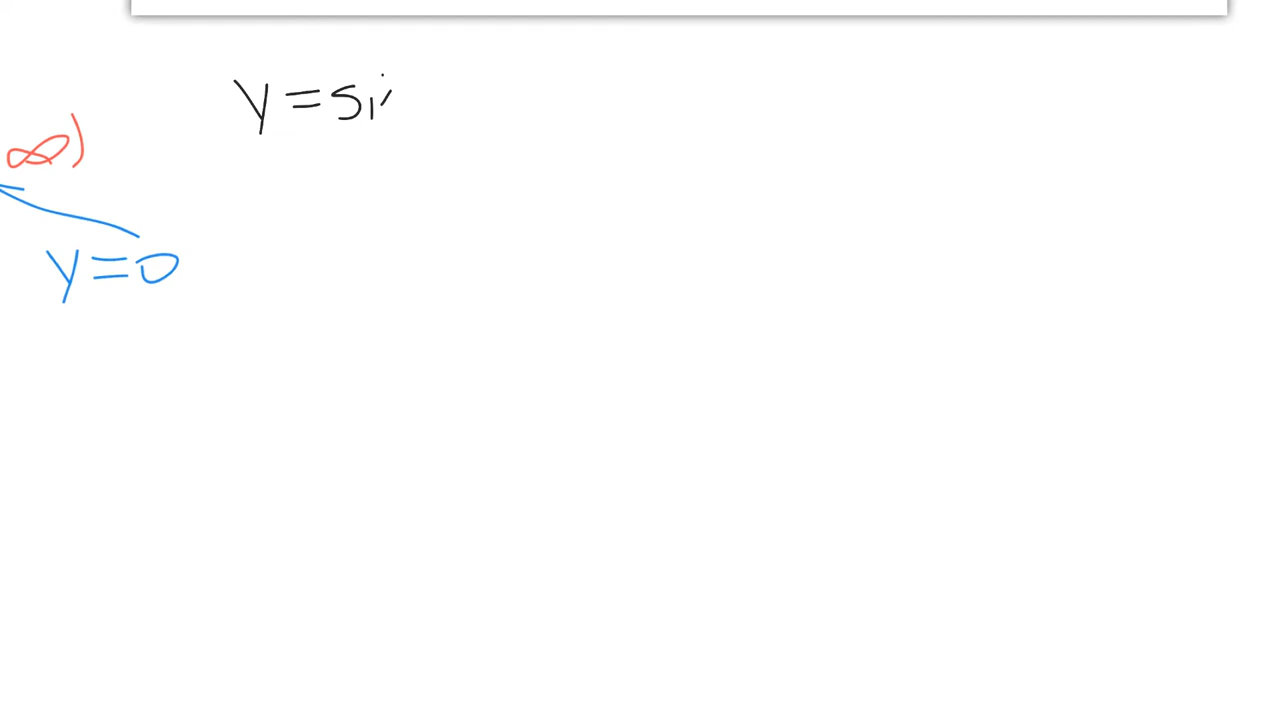 y = si
∞)
y = 0